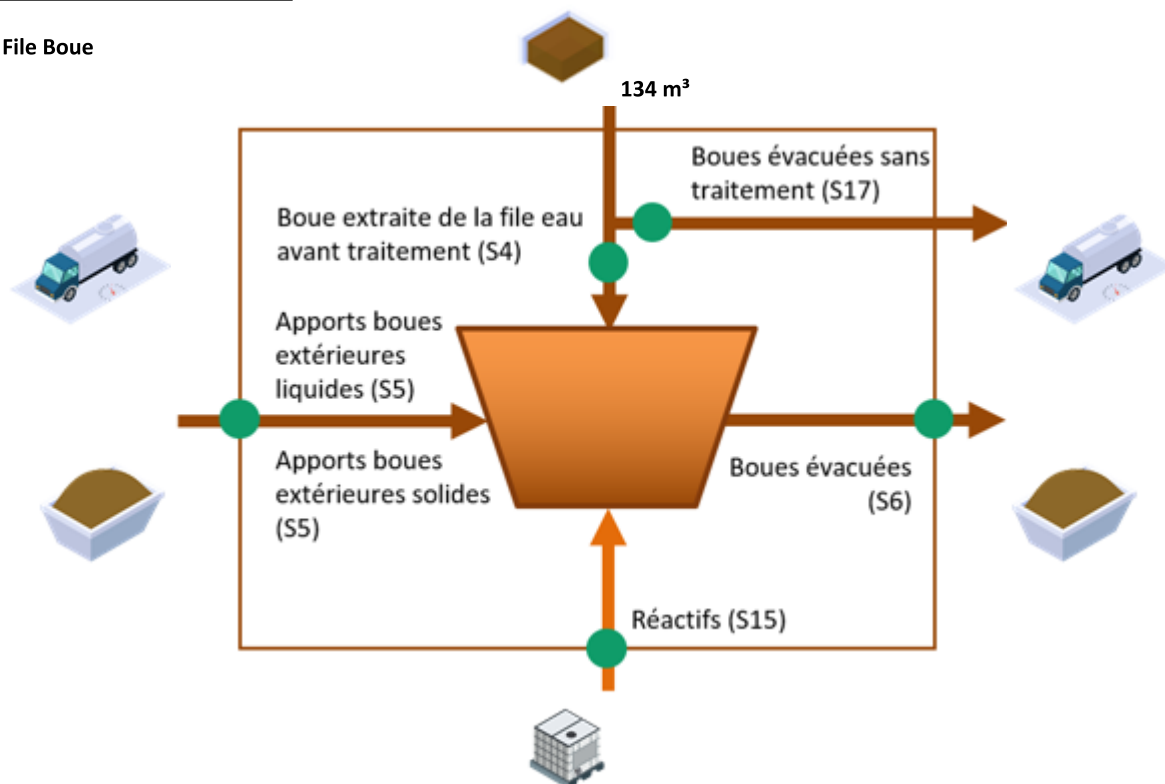 File Boue
134 m³
Boues évacuées sans
traitement (S17)
Boue extraite de la file eau
avant traitement (S4)
Apports boues
extérieures
liquides (S5)
Apports boues
extérieures solides
(S5)
Boues évacuées
(S6)
Réactifs (S15)